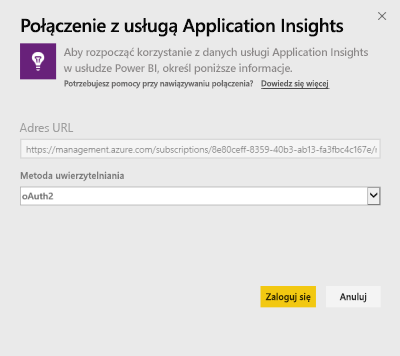 Połączenie z usługą Application Insights
Aby rozpocząć korzystanie z danych usługi Application Insights
w usłudze Power BI, określ poniższe informacje.
Potrzebujesz pomocy przy nawiązywaniu połączenia? Dowiedz się więcej
Adres URL
https://management.azure.com/subscriptions/8e80ceff-8359-40b3-ab13-fa3fbc4c167e/r
Metoda uwierzytelniania
oAuth2
Zaloguj się Anuluj